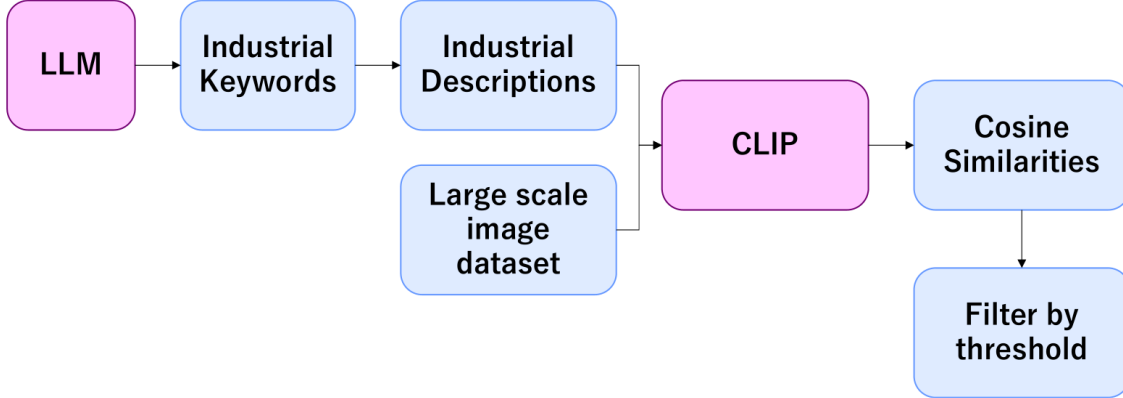 LLM
Industrial
Keywords
Industrial
Descriptions
Large scale
image
dataset
CLIP
Cosine
Similarities
Filter by
threshold